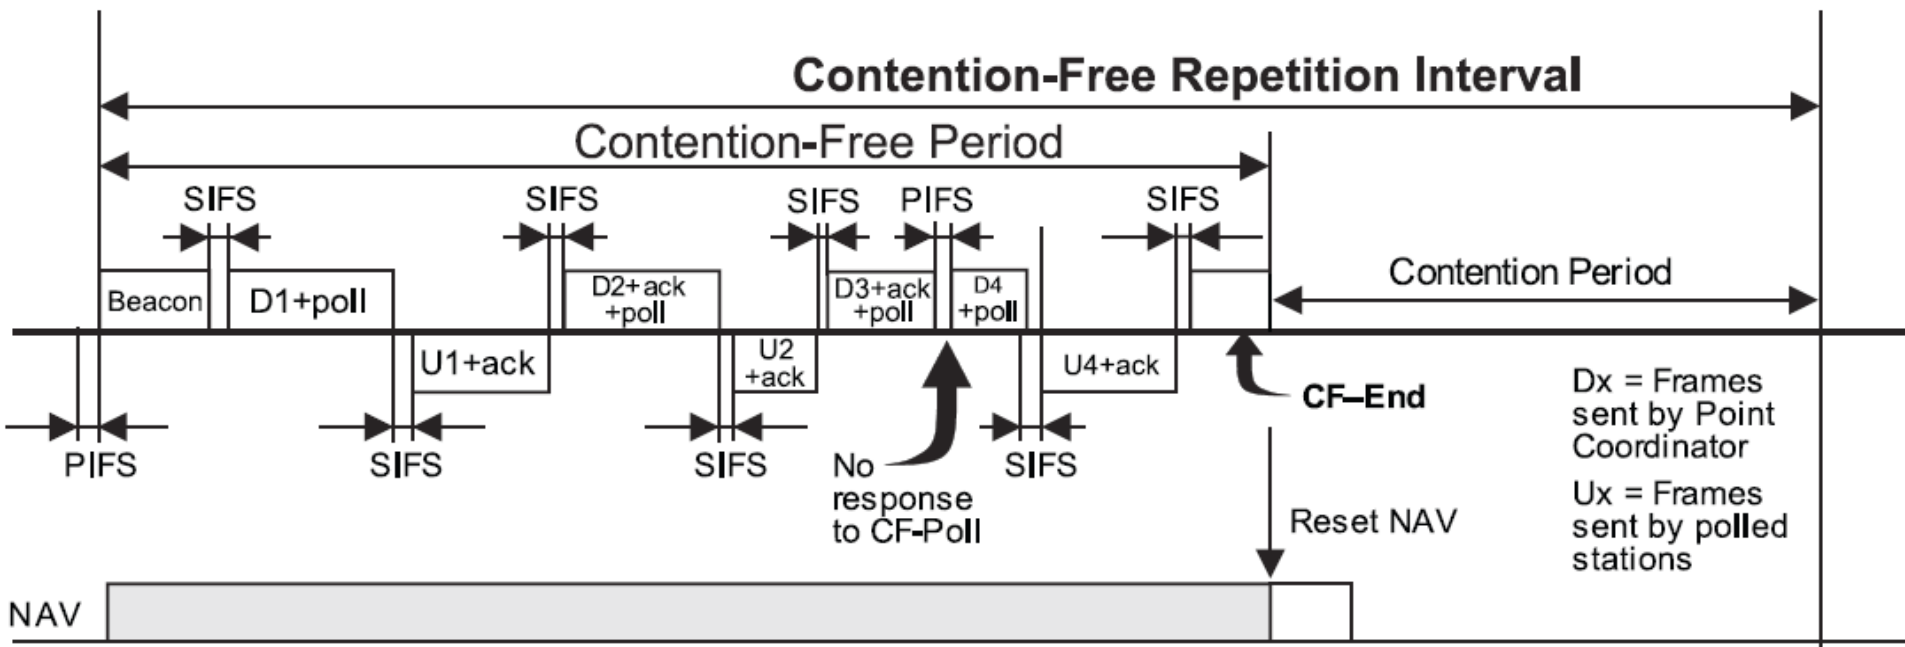 Contention-Free Repetition Interval
Contention-Free Period
SIFS
SIFS
SIFS
PIFS
SIFS
Contention Period
Beacon
D1+poll
D2+ack
+poll
D3+ack
+poll
D4
+poll
U1+ack
U2
+ack
U4+ack
CF–End
PIFS
SIFS
SIFS
No
response
to CF-Poll
SIFS
Dx = Frames
sent by Point
Coordinator
Ux = Frames
sent by polled
stations
Reset NAV
NAV